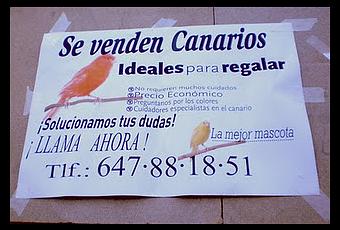 Se venden Canarios
Ideales para regalar
No requieren muchos cuidados
Precio Económico
Preguntanos por los colores
Cuidadores especialistas en el canario
¡Solucionamos tus dudas!
¡LLAMA AHORA!
La mejor mascota
Tlf.: 647·88·18·51